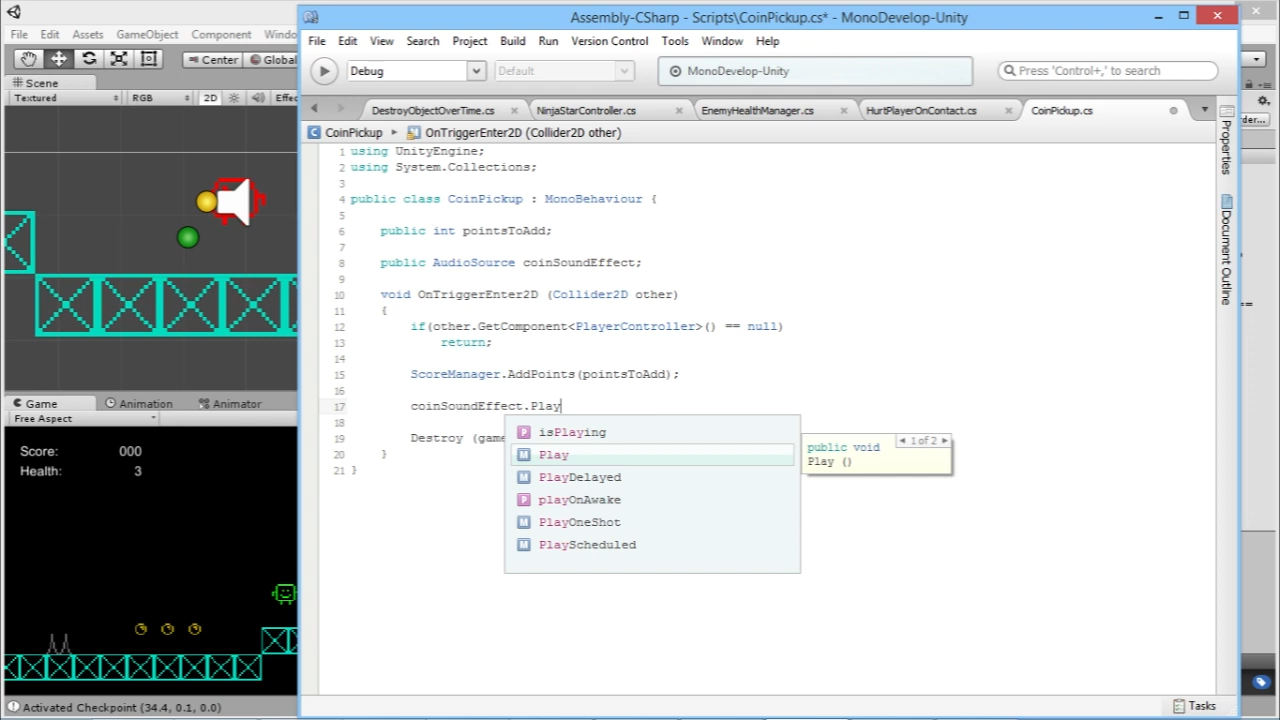 Assembly-CSharp - Scripts\CoinPickup.cs* - MonoDevelop-Unity
File Edit Assets GameObject Component Windo
File Edit View Search Project Build Run Version Control Tools Window Help
Center Global
Debug Default MonoDevelop-Unity Press 'Control+,' to search
Scene
Textured RGB 2D Effec
DestroyObjectOverTime.cs NinjaStarController.cs EnemyHealthManager.cs HurtPlayerOnContact.cs CoinPickup.cs
der...
CoinPickup OnTriggerEnter2D (Collider2D other)
Properties
Document Outline
1 using UnityEngine;
2 using System.Collections;
3
4 public class CoinPickup : MonoBehaviour {
5
6 public int pointsToAdd;
7
8 public AudioSource coinSoundEffect;
9
10 void OnTriggerEnter2D (Collider2D other)
11 {
12 if(other.GetComponent<PlayerController>() == null)
13 return;
14
15 ScoreManager.AddPoints(pointsToAdd);
16
17 coinSoundEffect.Play
18
19 Destroy (game
20 }
21 }
P isPlaying
M Play
M PlayDelayed
P playOnAwake
M PlayOneShot
M PlayScheduled
1 of 2
public void
Play ()
Game Animation Animator
Free Aspect
Score: 000
Health: 3
Activated Checkpoint (34.4, 0.1, 0.0)
Tasks